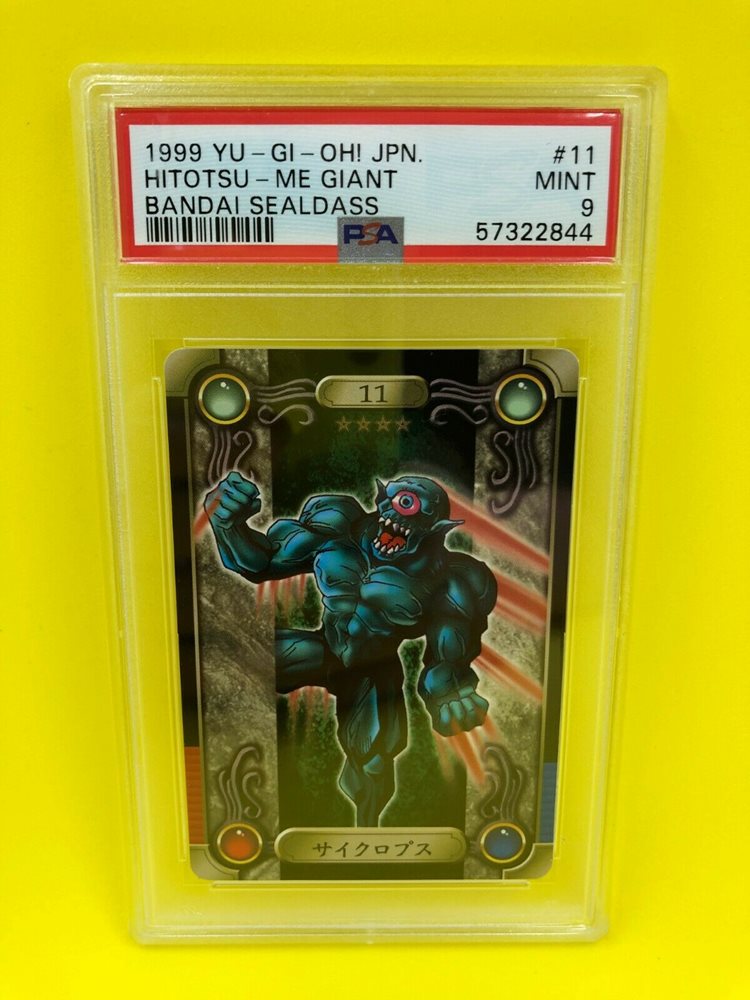 1999 YU-GI-OH! JPN. #11
HITOTSU-ME GIANT MINT
BANDAI SEALDASS 9
PSA 57322844
11
サイクロプス